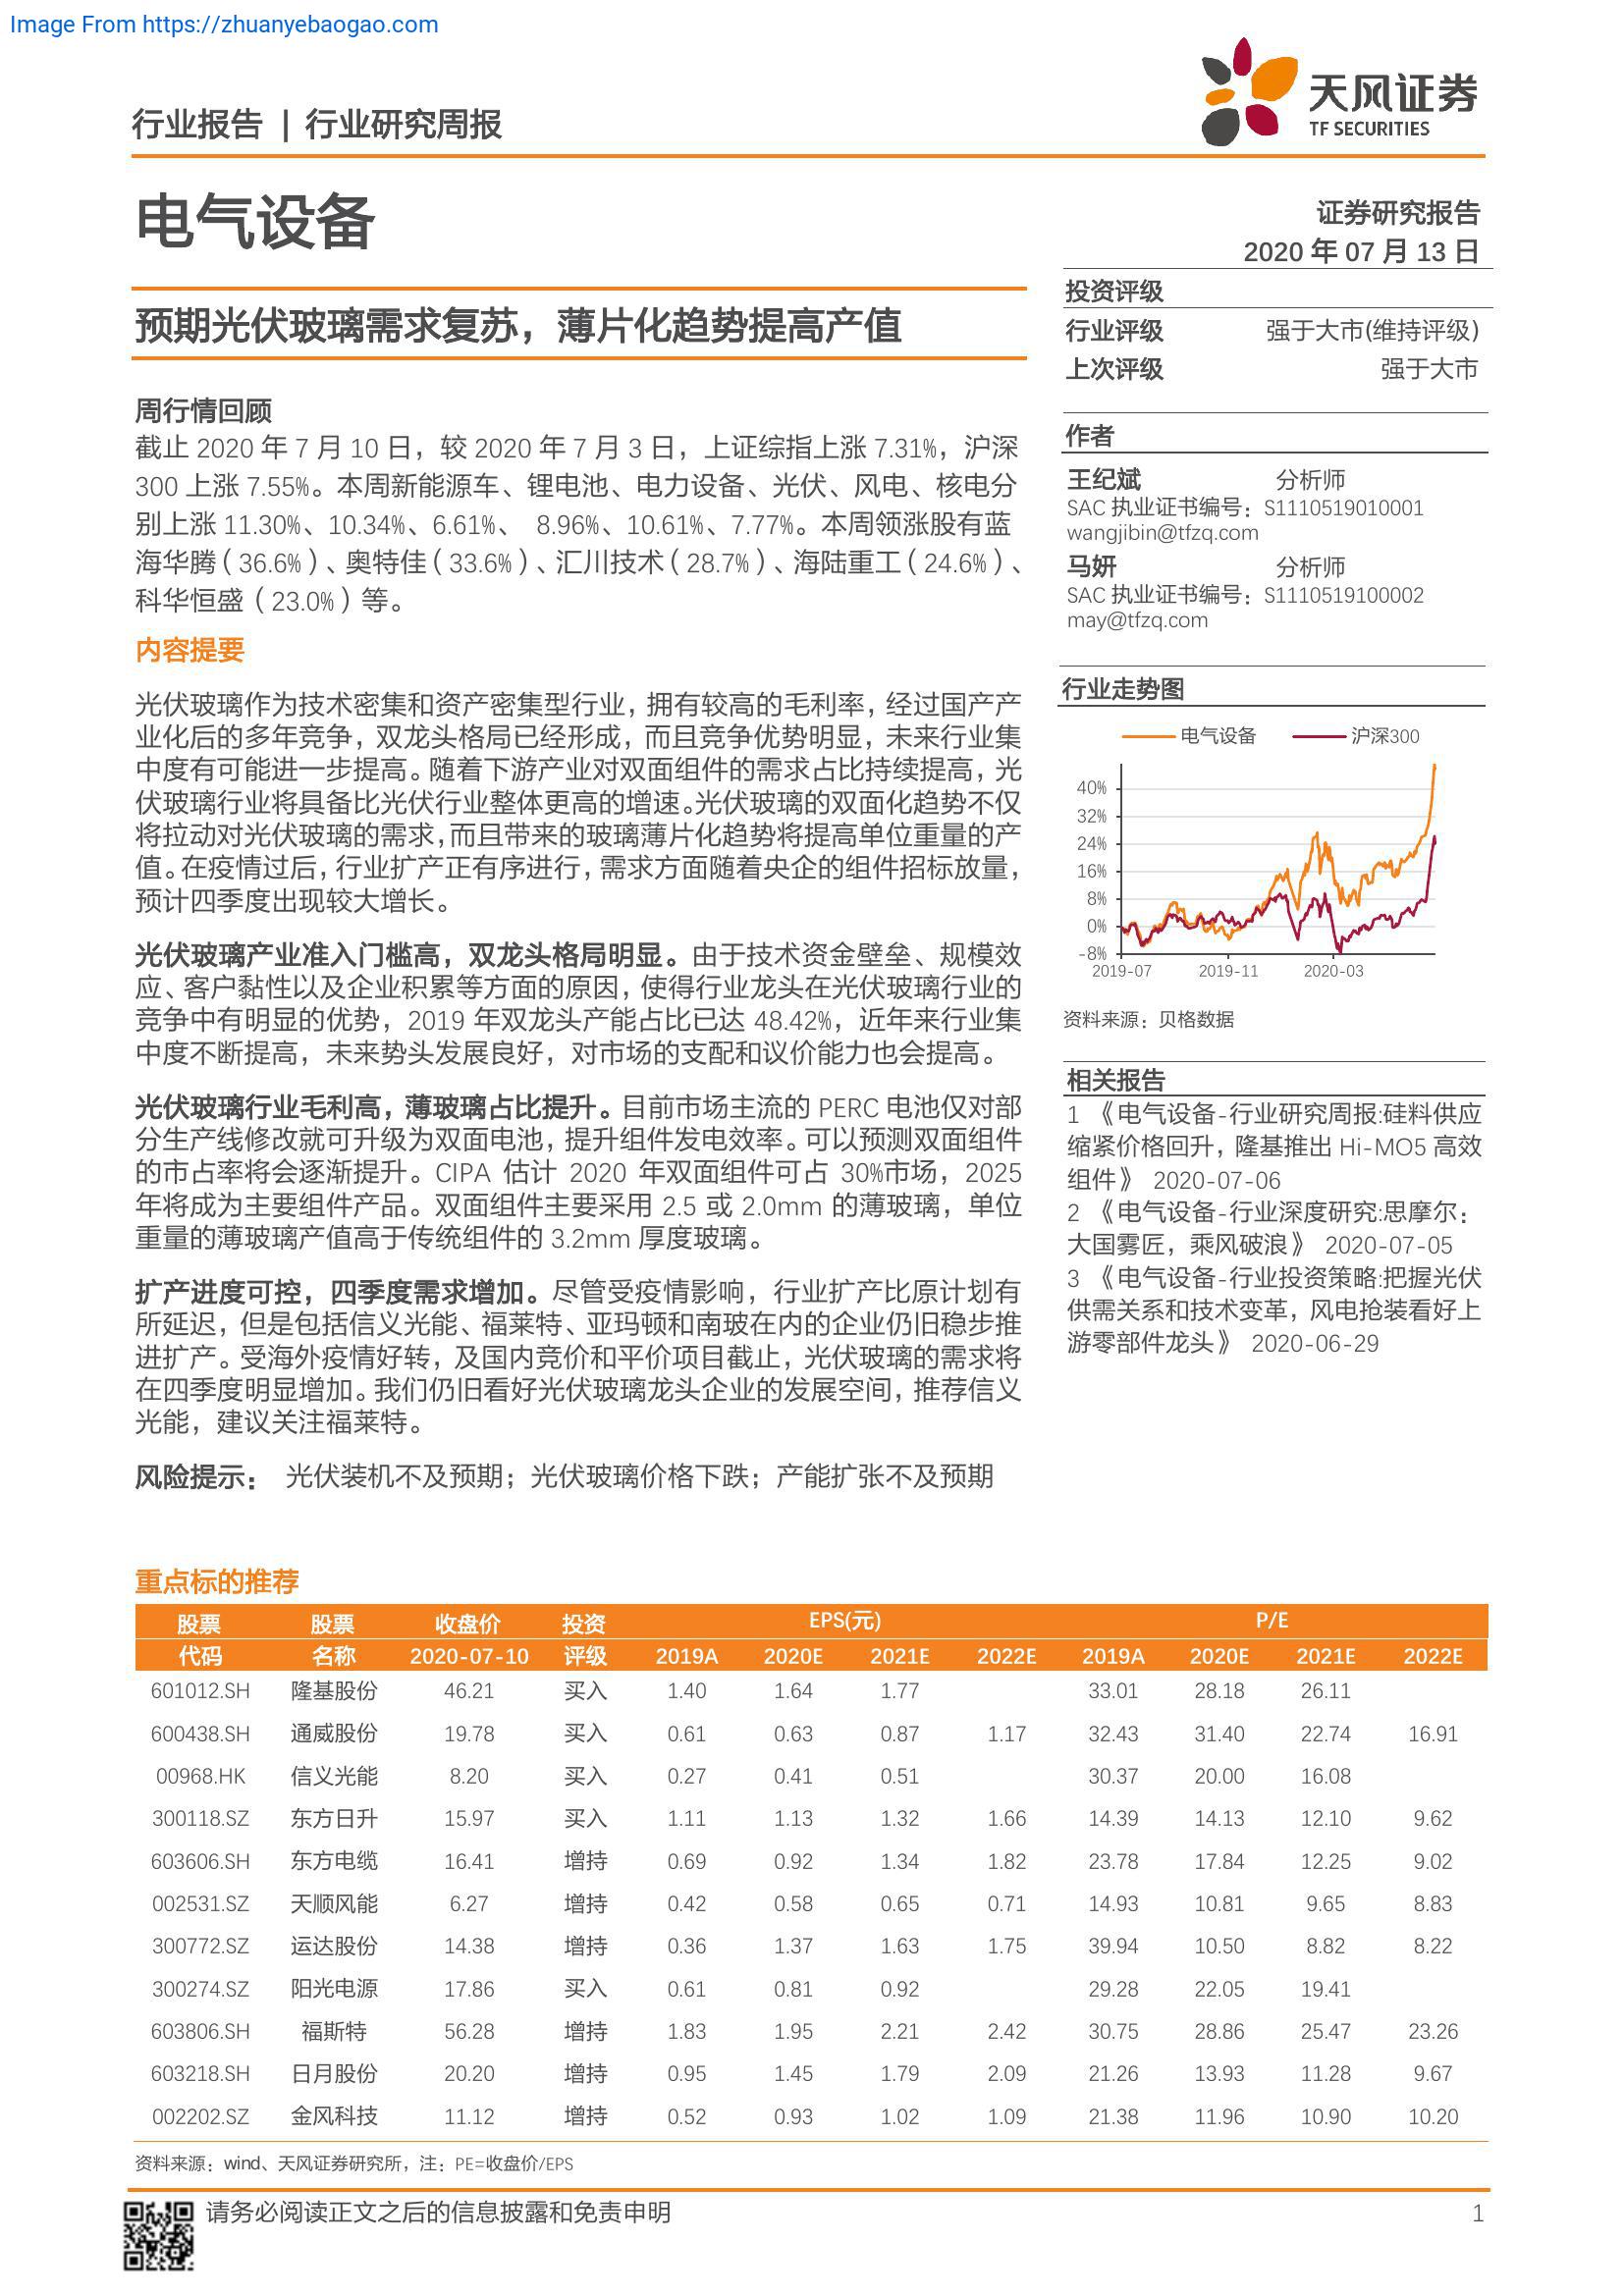 Image From https://zhuanyebaogao.com
行业报告 | 行业研究周报
天风证券
TF SECURITIES
电气设备
证券研究报告
2020 年 07 月 13 日
预期光伏玻璃需求复苏，薄片化趋势提高产值
投资评级
行业评级 强于大市(维持评级)
上次评级 强于大市
周行情回顾
截止 2020 年 7 月 10 日，较 2020 年 7 月 3 日，上证综指上涨 7.31%，沪深
300 上涨 7.55%。本周新能源车、锂电池、电力设备、光伏、风电、核电分
别上涨 11.30%、10.34%、6.61%、 8.96%、10.61%、7.77%。本周领涨股有蓝
海华腾（36.6%）、奥特佳（33.6%）、汇川技术（28.7%）、海陆重工（24.6%）、
科华恒盛（23.0%）等。
内容提要
光伏玻璃作为技术密集和资产密集型行业，拥有较高的毛利率，经过国产产
业化后的多年竞争，双龙头格局已经形成，而且竞争优势明显，未来行业集
中度有可能进一步提高。随着下游产业对双面组件的需求占比持续提高，光
伏玻璃行业将具备比光伏行业整体更高的增速。光伏玻璃的双面化趋势不仅
将拉动对光伏玻璃的需求，而且带来的玻璃薄片化趋势将提高单位重量的产
值。在疫情过后，行业扩产正有序进行，需求方面随着央企的组件招标放量，
预计四季度出现较大增长。
光伏玻璃产业准入门槛高，双龙头格局明显。由于技术资金壁垒、规模效
应、客户黏性以及企业积累等方面的原因，使得行业龙头在光伏玻璃行业的
竞争中有明显的优势，2019 年双龙头产能占比已达 48.42%，近年来行业集
中度不断提高，未来势头发展良好，对市场的支配和议价能力也会提高。
光伏玻璃行业毛利高，薄玻璃占比提升。目前市场主流的 PERC 电池仅对部
分生产线修改就可升级为双面电池，提升组件发电效率。可以预测双面组件
的市占率将会逐渐提升。CIPA 估计 2020 年双面组件可占 30%市场，2025
年将成为主要组件产品。双面组件主要采用 2.5 或 2.0mm 的薄玻璃，单位
重量的薄玻璃产值高于传统组件的 3.2mm 厚度玻璃。
扩产进度可控，四季度需求增加。尽管受疫情影响，行业扩产比原计划有
所延迟，但是包括信义光能、福莱特、亚玛顿和南玻在内的企业仍旧稳步推
进扩产。受海外疫情好转，及国内竞价和平价项目截止，光伏玻璃的需求将
在四季度明显增加。我们仍旧看好光伏玻璃龙头企业的发展空间，推荐信义
光能，建议关注福莱特。
风险提示： 光伏装机不及预期；光伏玻璃价格下跌；产能扩张不及预期
作者
王纪斌 分析师
SAC 执业证书编号：S1110519010001
wangjibin@tfzq.com
马妍 分析师
SAC 执业证书编号：S1110519100002
may@tfzq.com
行业走势图
电气设备 沪深300
40%
32%
24%
16%
8%
0%
-8%
2019-07 2019-11 2020-03
资料来源：贝格数据
相关报告
1 《电气设备-行业研究周报:硅料供应
缩紧价格回升，隆基推出 Hi-MO5 高效
组件》 2020-07-06
2 《电气设备-行业深度研究:思摩尔：
大国雾匠，乘风破浪》 2020-07-05
3 《电气设备-行业投资策略:把握光伏
供需关系和技术变革，风电抢装看好上
游零部件龙头》 2020-06-29
重点标的推荐
股票 股票 收盘价 投资 EPS(元) P/E
代码 名称 2020-07-10 评级 2019A 2020E 2021E 2022E 2019A 2020E 2021E 2022E
601012.SH 隆基股份 46.21 买入 1.40 1.64 1.77 33.01 28.18 26.11
600438.SH 通威股份 19.78 买入 0.61 0.63 0.87 1.17 32.43 31.40 22.74 16.91
00968.HK 信义光能 8.20 买入 0.27 0.41 0.51 30.37 20.00 16.08
300118.SZ 东方日升 15.97 买入 1.11 1.13 1.32 1.66 14.39 14.13 12.10 9.62
603606.SH 东方电缆 16.41 增持 0.69 0.92 1.34 1.82 23.78 17.84 12.25 9.02
002531.SZ 天顺风能 6.27 增持 0.42 0.58 0.65 0.71 14.93 10.81 9.65 8.83
300772.SZ 运达股份 14.38 增持 0.36 1.37 1.63 1.75 39.94 10.50 8.82 8.22
300274.SZ 阳光电源 17.86 买入 0.61 0.81 0.92 29.28 22.05 19.41
603806.SH 福斯特 56.28 增持 1.83 1.95 2.21 2.42 30.75 28.86 25.47 23.26
603218.SH 日月股份 20.20 增持 0.95 1.45 1.79 2.09 21.26 13.93 11.28 9.67
002202.SZ 金风科技 11.12 增持 0.52 0.93 1.02 1.09 21.38 11.96 10.90 10.20
资料来源：wind、天风证券研究所，注：PE=收盘价/EPS
请务必阅读正文之后的信息披露和免责申明 1